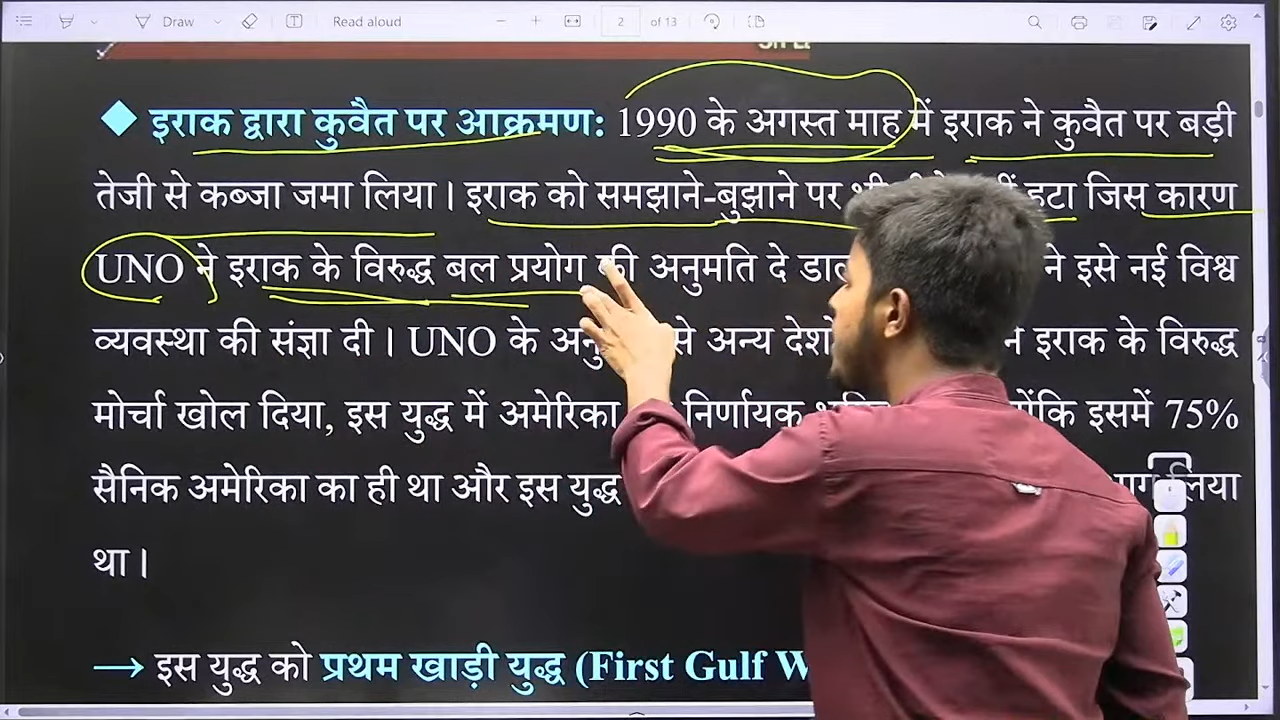 Draw
Read aloud
2 of 13
◆ इराक द्वारा कुवैत पर आक्रमण: 1990 के अगस्त माह में इराक ने कुवैत पर बड़ी
तेजी से कब्जा जमा लिया। इराक को समझाने-बुझाने पर हटा जिस कारण
UNO ने इराक के विरुद्ध बल प्रयोग की अनुमति दे ने इसे नई विश्व
व्यवस्था की संज्ञा दी। UNO के से अन्य इराक के विरुद्ध
मोर्चा खोल दिया, इस युद्ध में अमेरिका निर्णायक इसमें 75%
सैनिक अमेरिका का ही था और इस युद्ध लिया
था।
→ इस युद्ध को प्रथम खाड़ी युद्ध (First Gulf